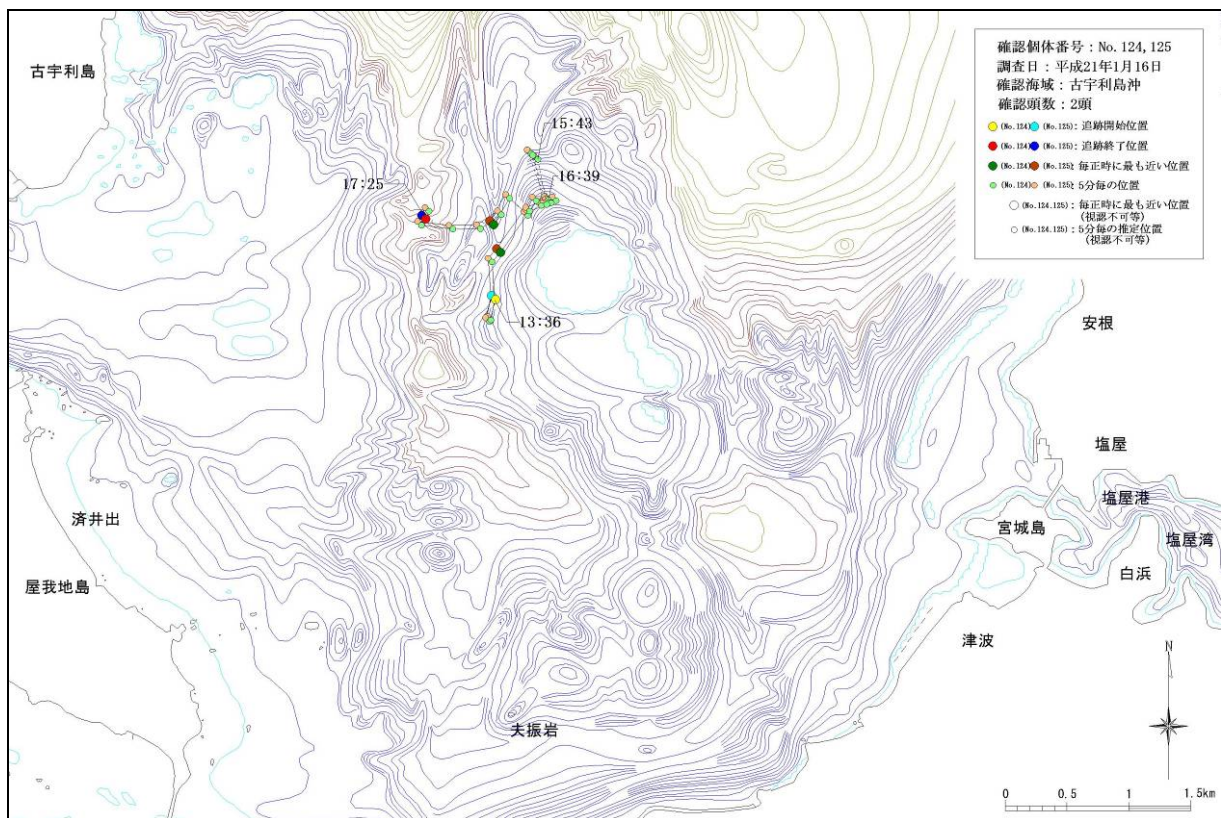 古宇利島
確認個体番号：No.124,125
調査日：平成21年1月16日
確認海域：古宇利島沖
確認頭数：2頭
(No.124) (No.125)：追跡開始位置
(No.124) (No.125)：追跡終了位置
(No.124) (No.125)：毎正時に最も近い位置
(No.124) (No.125)：5分毎の位置
(No.124.125)：毎正時に最も近い位置
(視認不可等)
(No.124.125)：5分毎の推定位置
(視認不可等)
15:43
16:39
17:25
13:36
安根
塩屋
塩屋港
宮城島
塩屋湾
白浜
済井出
屋我地島
津波
夫振岩
N
0 0.5 1 1.5km